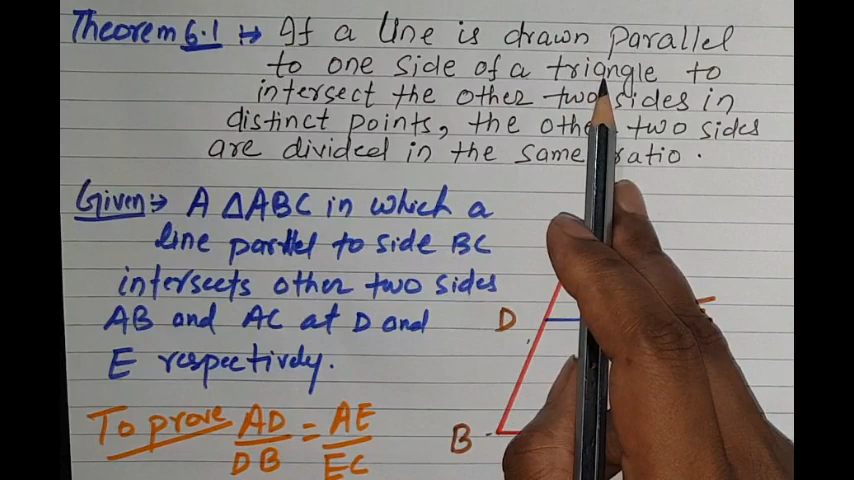 Theorem 6.1 :→ If a line is drawn parallel
to one side of a triangle to
intersect the other two sides in
distinct points, the other two sides
are divided in the same ratio.
Given :→ A △ABC in which a
line parllel to side BC
intersects other two sides
AB and AC at D and
E respectively.
To prove AD/DB = AE/EC
D
B